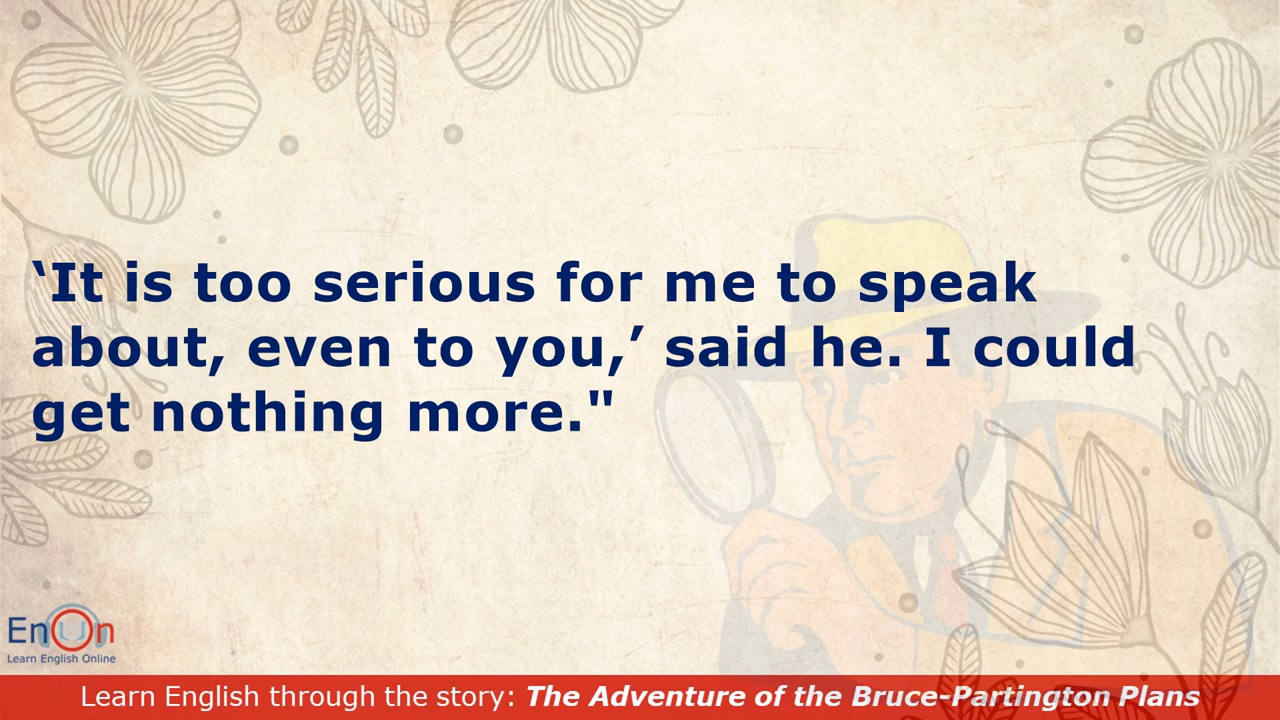 ‛It is too serious for me to speak
about, even to you,’ said he. I could
get nothing more."
EnOn
Learn English Online
Learn English through the story: The Adventure of the Bruce-Partington Plans